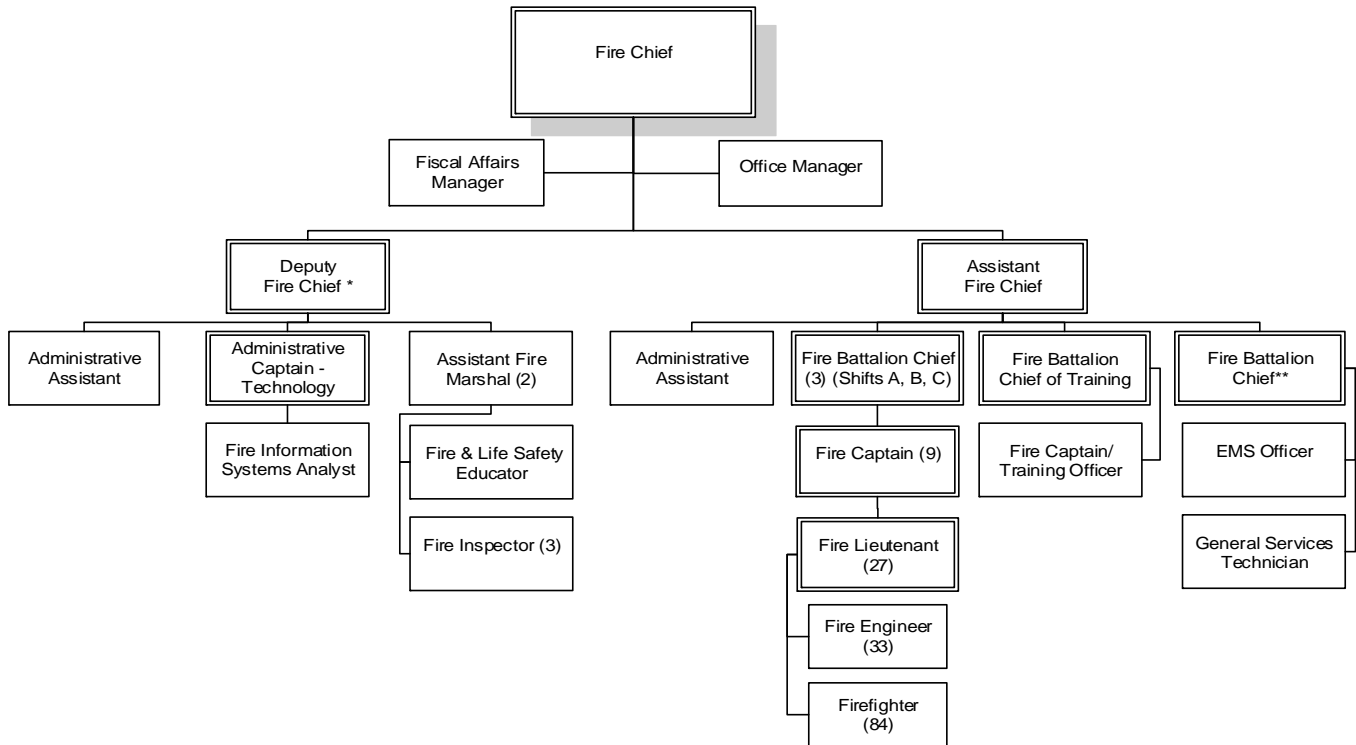 Fire Chief
Fiscal Affairs
Manager
Office Manager
Deputy
Fire Chief *
Assistant
Fire Chief
Administrative
Assistant
Administrative
Captain -
Technology
Assistant Fire
Marshal (2)
Administrative
Assistant
Fire Battalion Chief
(3) (Shifts A, B, C)
Fire Battalion
Chief of Training
Fire Battalion
Chief**
Fire Information
Systems Analyst
Fire & Life Safety
Educator
Fire Captain (9)
Fire Captain/
Training Officer
EMS Officer
Fire Inspector (3)
Fire Lieutenant
(27)
General Services
Technician
Fire Engineer
(33)
Firefighter
(84)